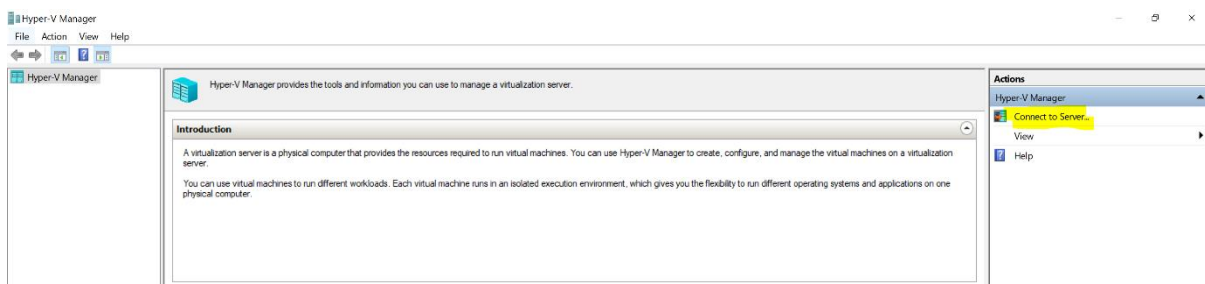 Hyper-V Manager
File Action View Help
Hyper-V Manager
Hyper-V Manager provides the tools and information you can use to manage a virtualization server.
Introduction
A virtualization server is a physical computer that provides the resources required to run virtual machines. You can use Hyper-V Manager to create, configure, and manage the virtual machines on a virtualization
server.
You can use virtual machines to run different workloads. Each virtual machine runs in an isolated execution environment, which gives you the flexibility to run different operating systems and applications on one
physical computer.
Actions
Hyper-V Manager
Connect to Server...
View
Help